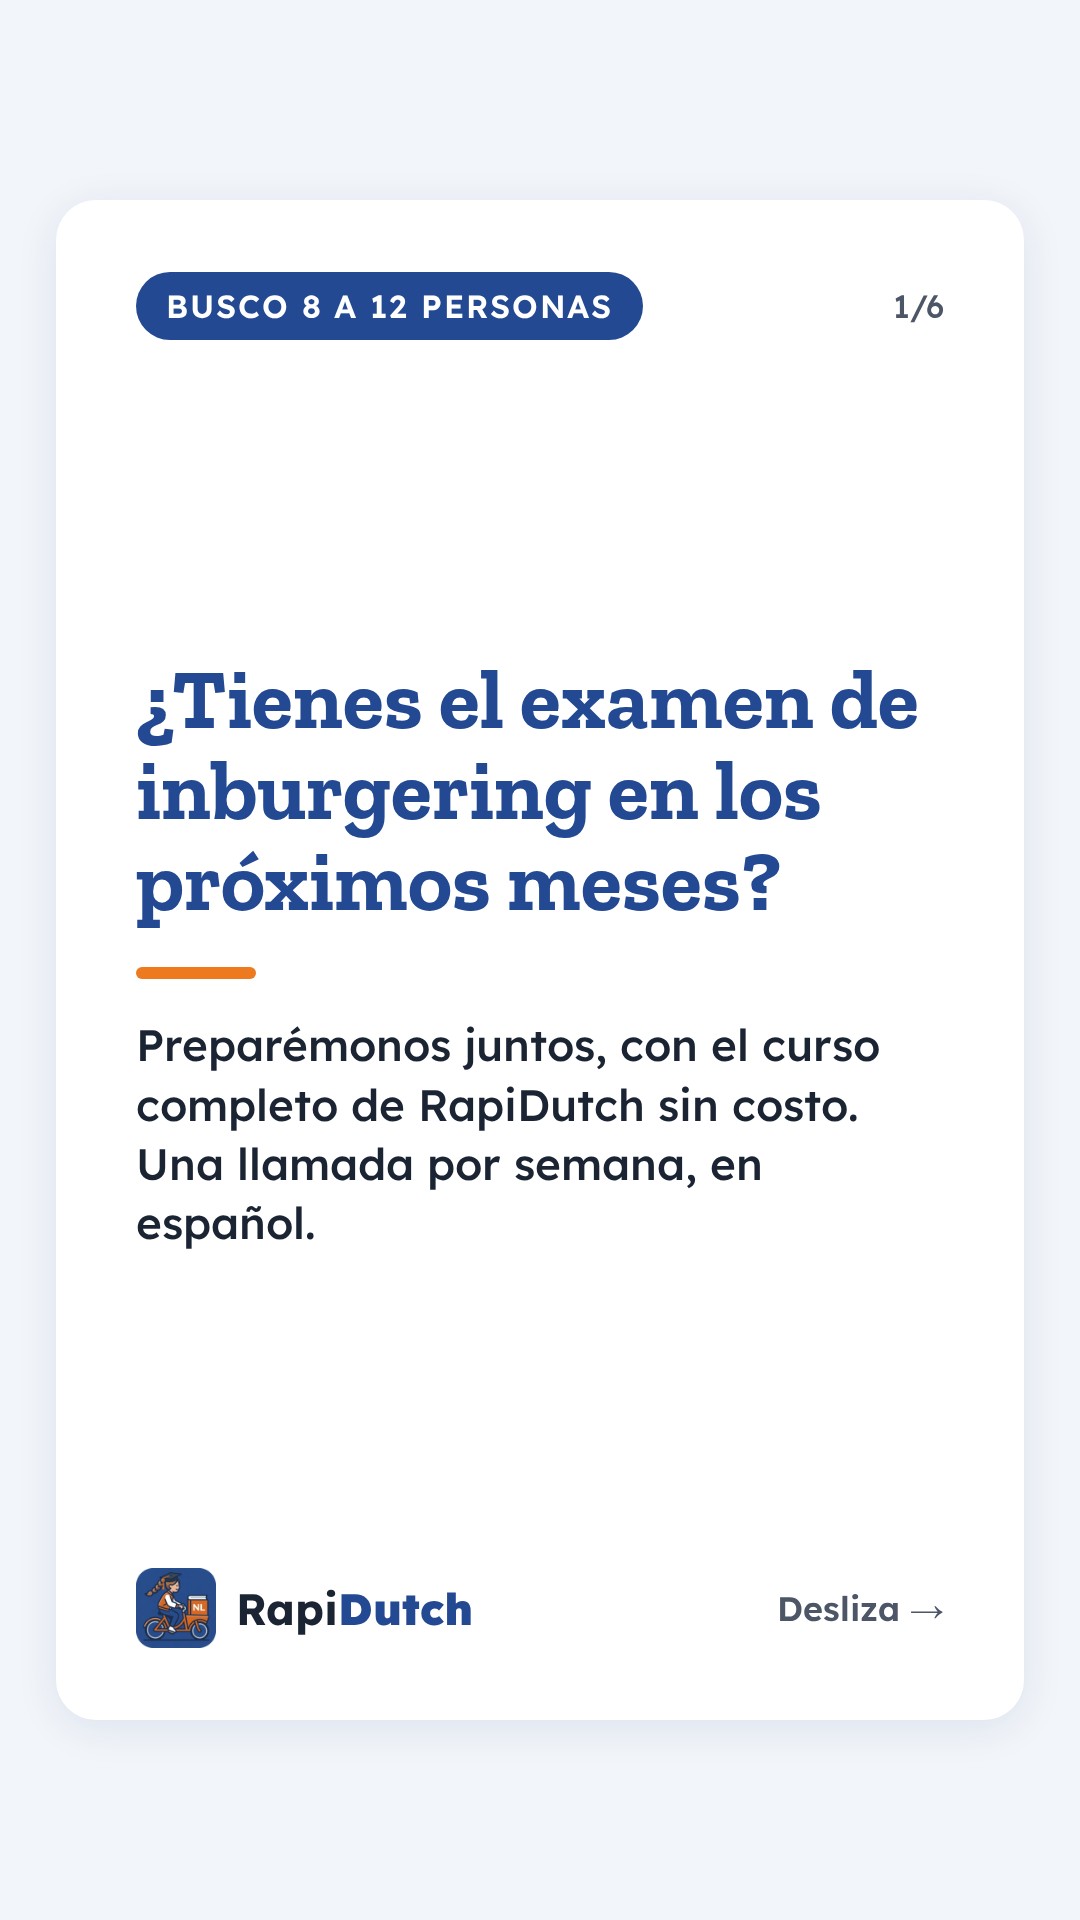 BUSCO 8 A 12 PERSONAS
1/6
¿Tienes el examen de
inburgering en los
próximos meses?
Preparémonos juntos, con el curso
completo de RapiDutch sin costo.
Una llamada por semana, en
español.
NL
RapiDutch
Desliza →